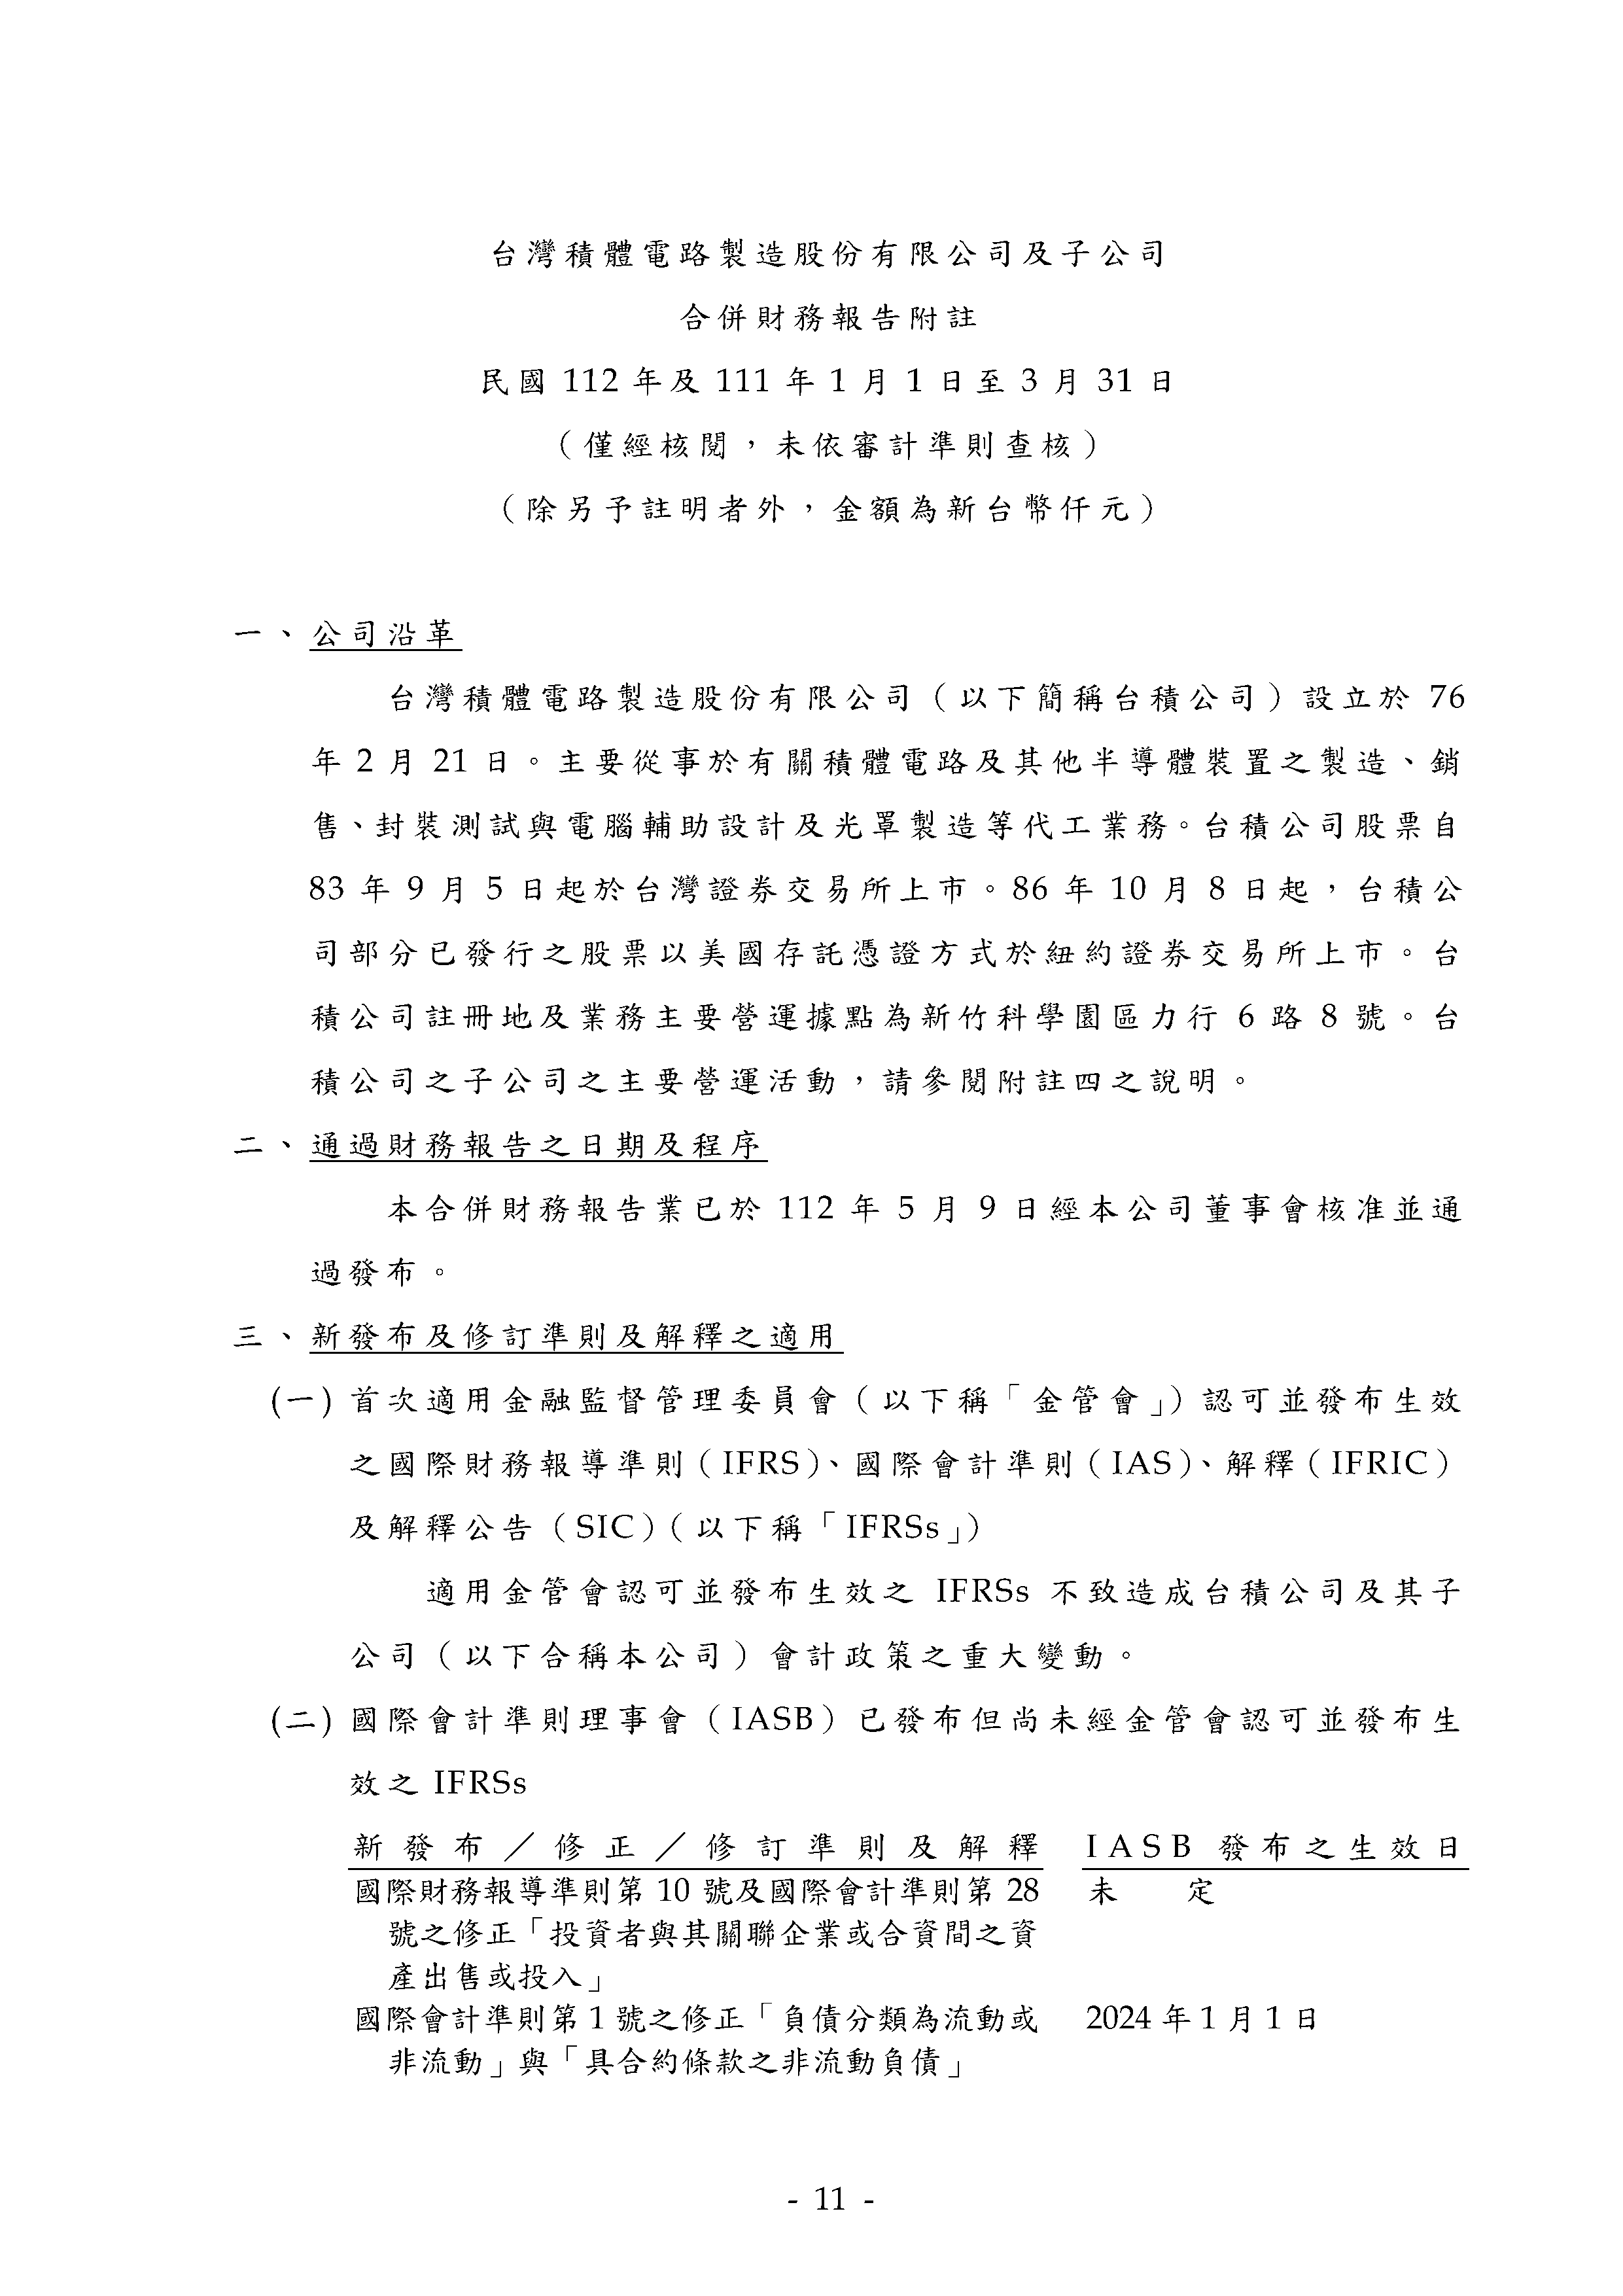 台灣積體電路製造股份有限公司及子公司
合併財務報告附註
民國 112 年及 111 年 1 月 1 日至 3 月 31 日
（僅經核閱，未依審計準則查核）
（除另予註明者外，金額為新台幣仟元）
一、公司沿革
台灣積體電路製造股份有限公司（以下簡稱台積公司）設立於 76
年 2 月 21 日。主要從事於有關積體電路及其他半導體裝置之製造、銷
售、封裝測試與電腦輔助設計及光罩製造等代工業務。台積公司股票自
83 年 9 月 5 日起於台灣證券交易所上市。86 年 10 月 8 日起，台積公
司部分已發行之股票以美國存託憑證方式於紐約證券交易所上市。台
積公司註冊地及業務主要營運據點為新竹科學園區力行 6 路 8 號。台
積公司之子公司之主要營運活動，請參閱附註四之說明。
二、通過財務報告之日期及程序
本合併財務報告業已於 112 年 5 月 9 日經本公司董事會核准並通
過發布。
三、新發布及修訂準則及解釋之適用
(一) 首次適用金融監督管理委員會（以下稱「金管會」）認可並發布生效
之國際財務報導準則（IFRS）、國際會計準則（IAS）、解釋（IFRIC）
及解釋公告（SIC）（以下稱「IFRSs」）
適用金管會認可並發布生效之 IFRSs 不致造成台積公司及其子
公司（以下合稱本公司）會計政策之重大變動。
(二) 國際會計準則理事會（IASB）已發布但尚未經金管會認可並發布生
效之 IFRSs
新發布／修正／修訂準則及解釋 IASB 發布之生效日
國際財務報導準則第 10 號及國際會計準則第 28 未 定
號之修正「投資者與其關聯企業或合資間之資
產出售或投入」
國際會計準則第 1 號之修正「負債分類為流動或 2024 年 1 月 1 日
非流動」與「具合約條款之非流動負債」
- 11 -